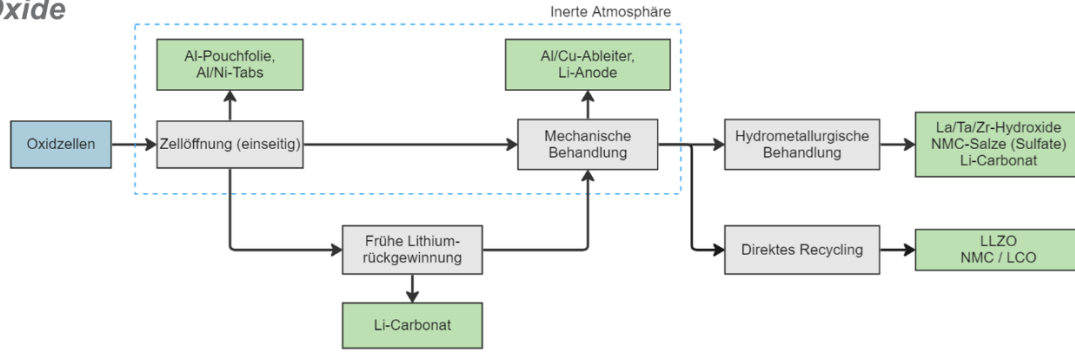 Oxide
Inerte Atmosphäre
Al-Pouchfolie,
Al/Ni-Tabs
Al/Cu-Ableiter,
Li-Anode
Oxidzellen
Zellöffnung (einseitig)
Mechanische
Behandlung
Hydrometallurgische
Behandlung
La/Ta/Zr-Hydroxide
NMC-Salze (Sulfate)
Li-Carbonat
Frühe Lithium-
rückgewinnung
Direktes Recycling
LLZO
NMC / LCO
Li-Carbonat